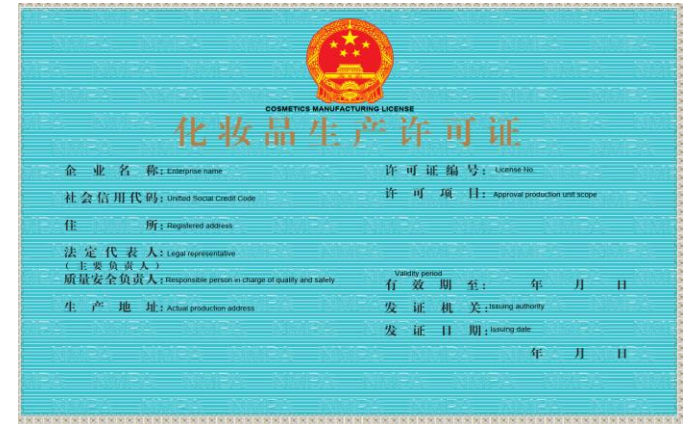 COSMETICS MANUFACTURING LICENSE
化妆品生产许可证
企业名称: Enterprise name
许可证编号: License No.
社会信用代码: Unified Social Credit Code
许可项目: Approval production unit scope
住所: Registered address
法定代表人: Legal representative
(主要负责人)
质量安全负责人: Responsible person in charge of quality and safety
Validity period
有效期至: 年 月 日
生产地址: Actual production address
发证机关: Issuing authority
发证日期: Issuing date
年 月 日